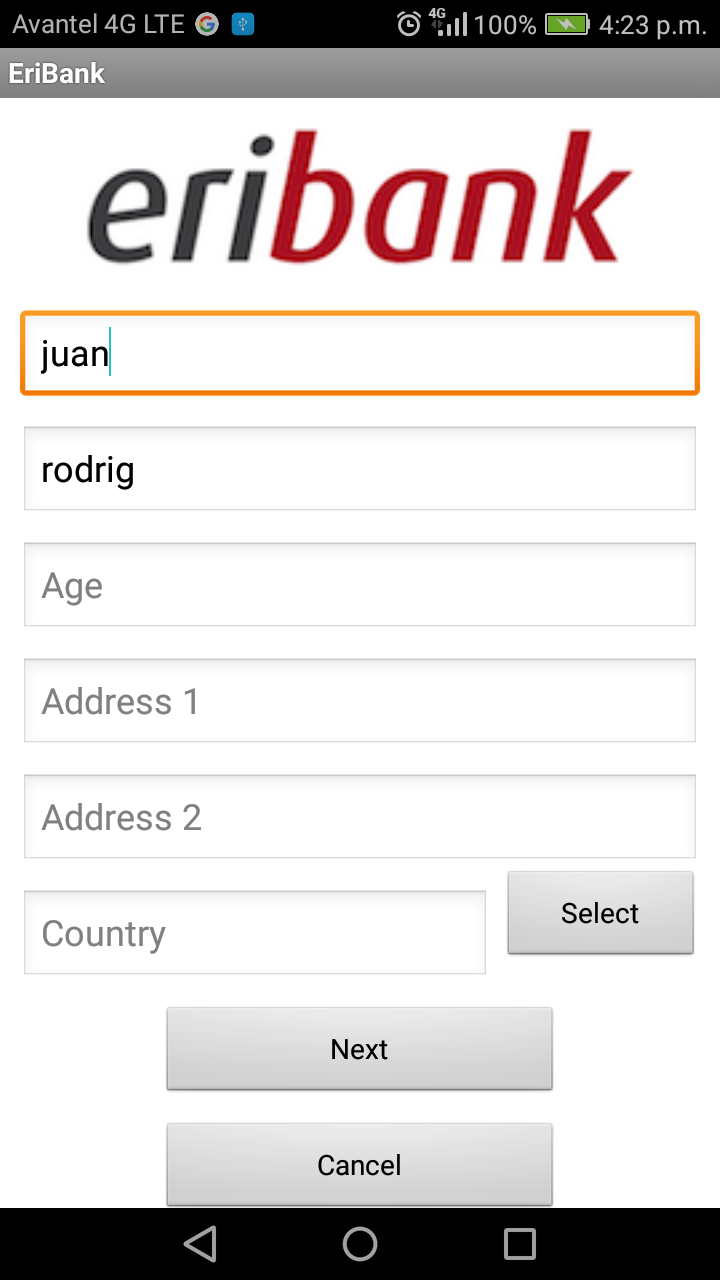 Avantel 4G LTE 4G 100% 4:23 p.m.
EriBank
eribank
juan
rodrig
Age
Address 1
Address 2
Country
Select
Next
Cancel